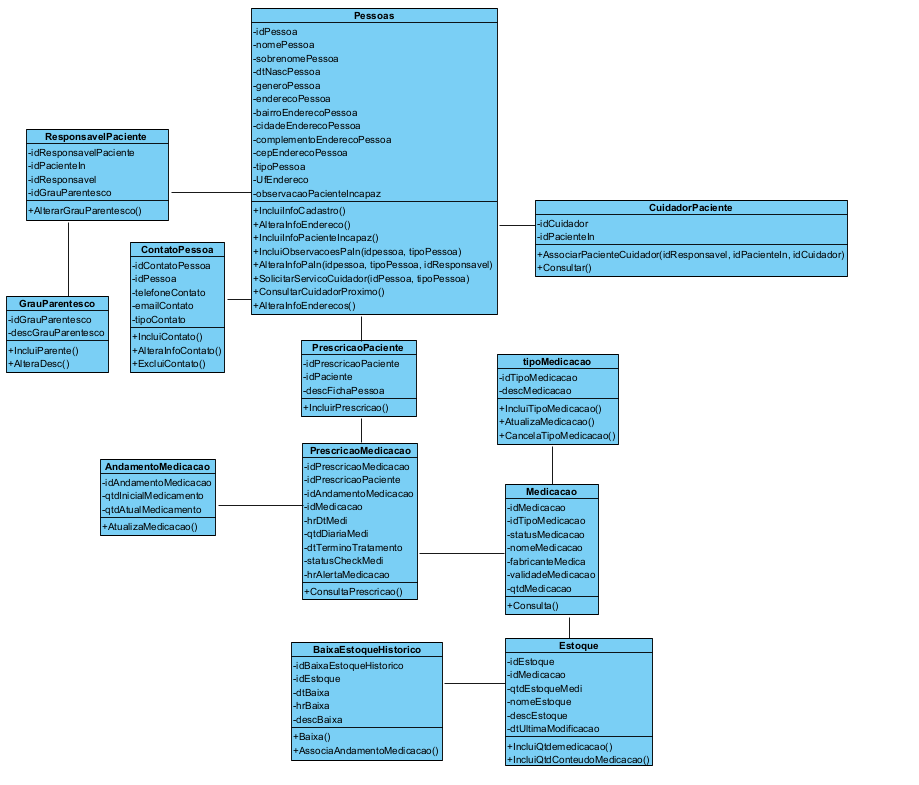 Pessoas
-idPessoa
-nomePessoa
-sobrenomePessoa
-dtNascPessoa
-generoPessoa
-enderecoPessoa
-bairroEnderecoPessoa
-cidadeEnderecoPessoa
-complementoEnderecoPessoa
-cepEnderecoPessoa
-tipoPessoa
-UfEndereco
-observacaoPacienteIncapaz
+IncluiInfoCadastro()
+AlteraInfoEndereco()
+IncluiInfoPacienteIncapaz()
+IncluiObservacoesPaIn(idpessoa, tipoPessoa)
+AlteraInfoPaIn(idpessoa, tipoPessoa, idResponsavel)
+SolicitarServicoCuidador(idPessoa, tipoPessoa)
+ConsultarCuidadorProximo()
+AlteraInfoEnderecos()
ResponsavelPaciente
-idResponsavelPaciente
-idPacienteIn
-idResponsavel
-idGrauParentesco
+AlterarGrauParentesco()
CuidadorPaciente
-idCuidador
-idPacienteIn
+AssociarPacienteCuidador(idResponsavel, idPacienteIn, idCuidador)
+Consultar()
ContatoPessoa
-idContatoPessoa
-idPessoa
-telefoneContato
-emailContato
-tipoContato
+IncluiContato()
+AlteraInfoContato()
+ExcluiContato()
GrauParentesco
-idGrauParentesco
-descGrauParentesco
+IncluiParente()
+AlteraDesc()
PrescricaoPaciente
-idPrescricaoPaciente
-idPaciente
-descFichaPessoa
+IncluirPrescricao()
tipoMedicacao
-idTipoMedicacao
-descMedicacao
+IncluiTipoMedicacao()
+AtualizaMedicacao()
+CancelaTipoMedicacao()
PrescricaoMedicacao
-idPrescricaoMedicacao
-idPrescricaoPaciente
-idAndamentoMedicacao
-idMedicacao
-hrDtMedi
-qtdDiariaMedi
-dtTerminoTratamento
-statusCheckMedi
-hrAlertaMedicacao
+ConsultaPrescricao()
AndamentoMedicacao
-idAndamentoMedicacao
-qtdInicialMedicamento
-qtdAtualMedicamento
+AtualizaMedicacao()
Medicacao
-idMedicacao
-idTipoMedicacao
-statusMedicacao
-nomeMedicacao
-fabricanteMedica
-validadeMedicacao
-qtdMedicacao
+Consulta()
BaixaEstoqueHistorico
-idBaixaEstoqueHistorico
-idEstoque
-dtBaixa
-hrBaixa
-descBaixa
+Baixa()
+AssociaAndamentoMedicacao()
Estoque
-idEstoque
-idMedicacao
-qtdEstoqueMedi
-nomeEstoque
-descEstoque
-dtUltimaModificacao
+IncluiQtdemedicacao()
+IncluiQtdConteudoMedicacao()